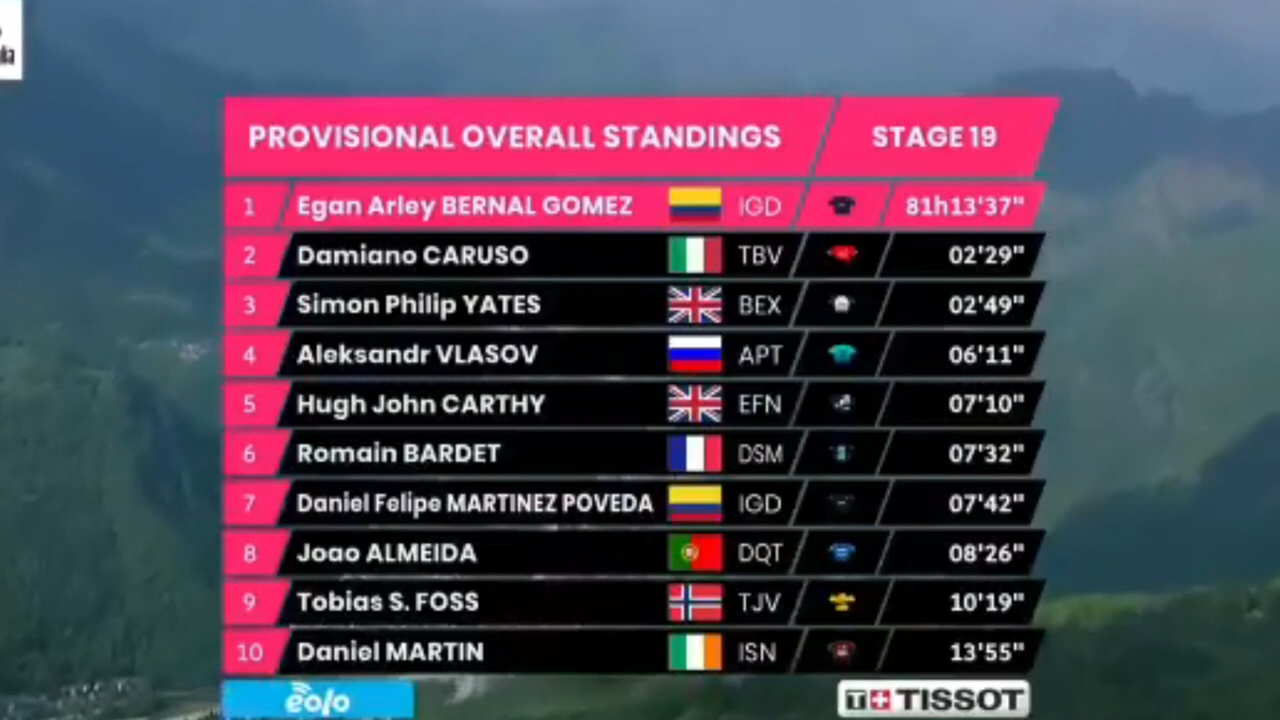 PROVISIONAL OVERALL STANDINGS STAGE 19
1 Egan Arley BERNAL GOMEZ IGD 81h13'37"
2 Damiano CARUSO TBV 02'29"
3 Simon Philip YATES BEX 02'49"
4 Aleksandr VLASOV APT 06'11"
5 Hugh John CARTHY EFN 07'10"
6 Romain BARDET DSM 07'32"
7 Daniel Felipe MARTINEZ POVEDA IGD 07'42"
8 Joao ALMEIDA DQT 08'26"
9 Tobias S. FOSS TJV 10'19"
10 Daniel MARTIN ISN 13'55"
eolo T+ TISSOT